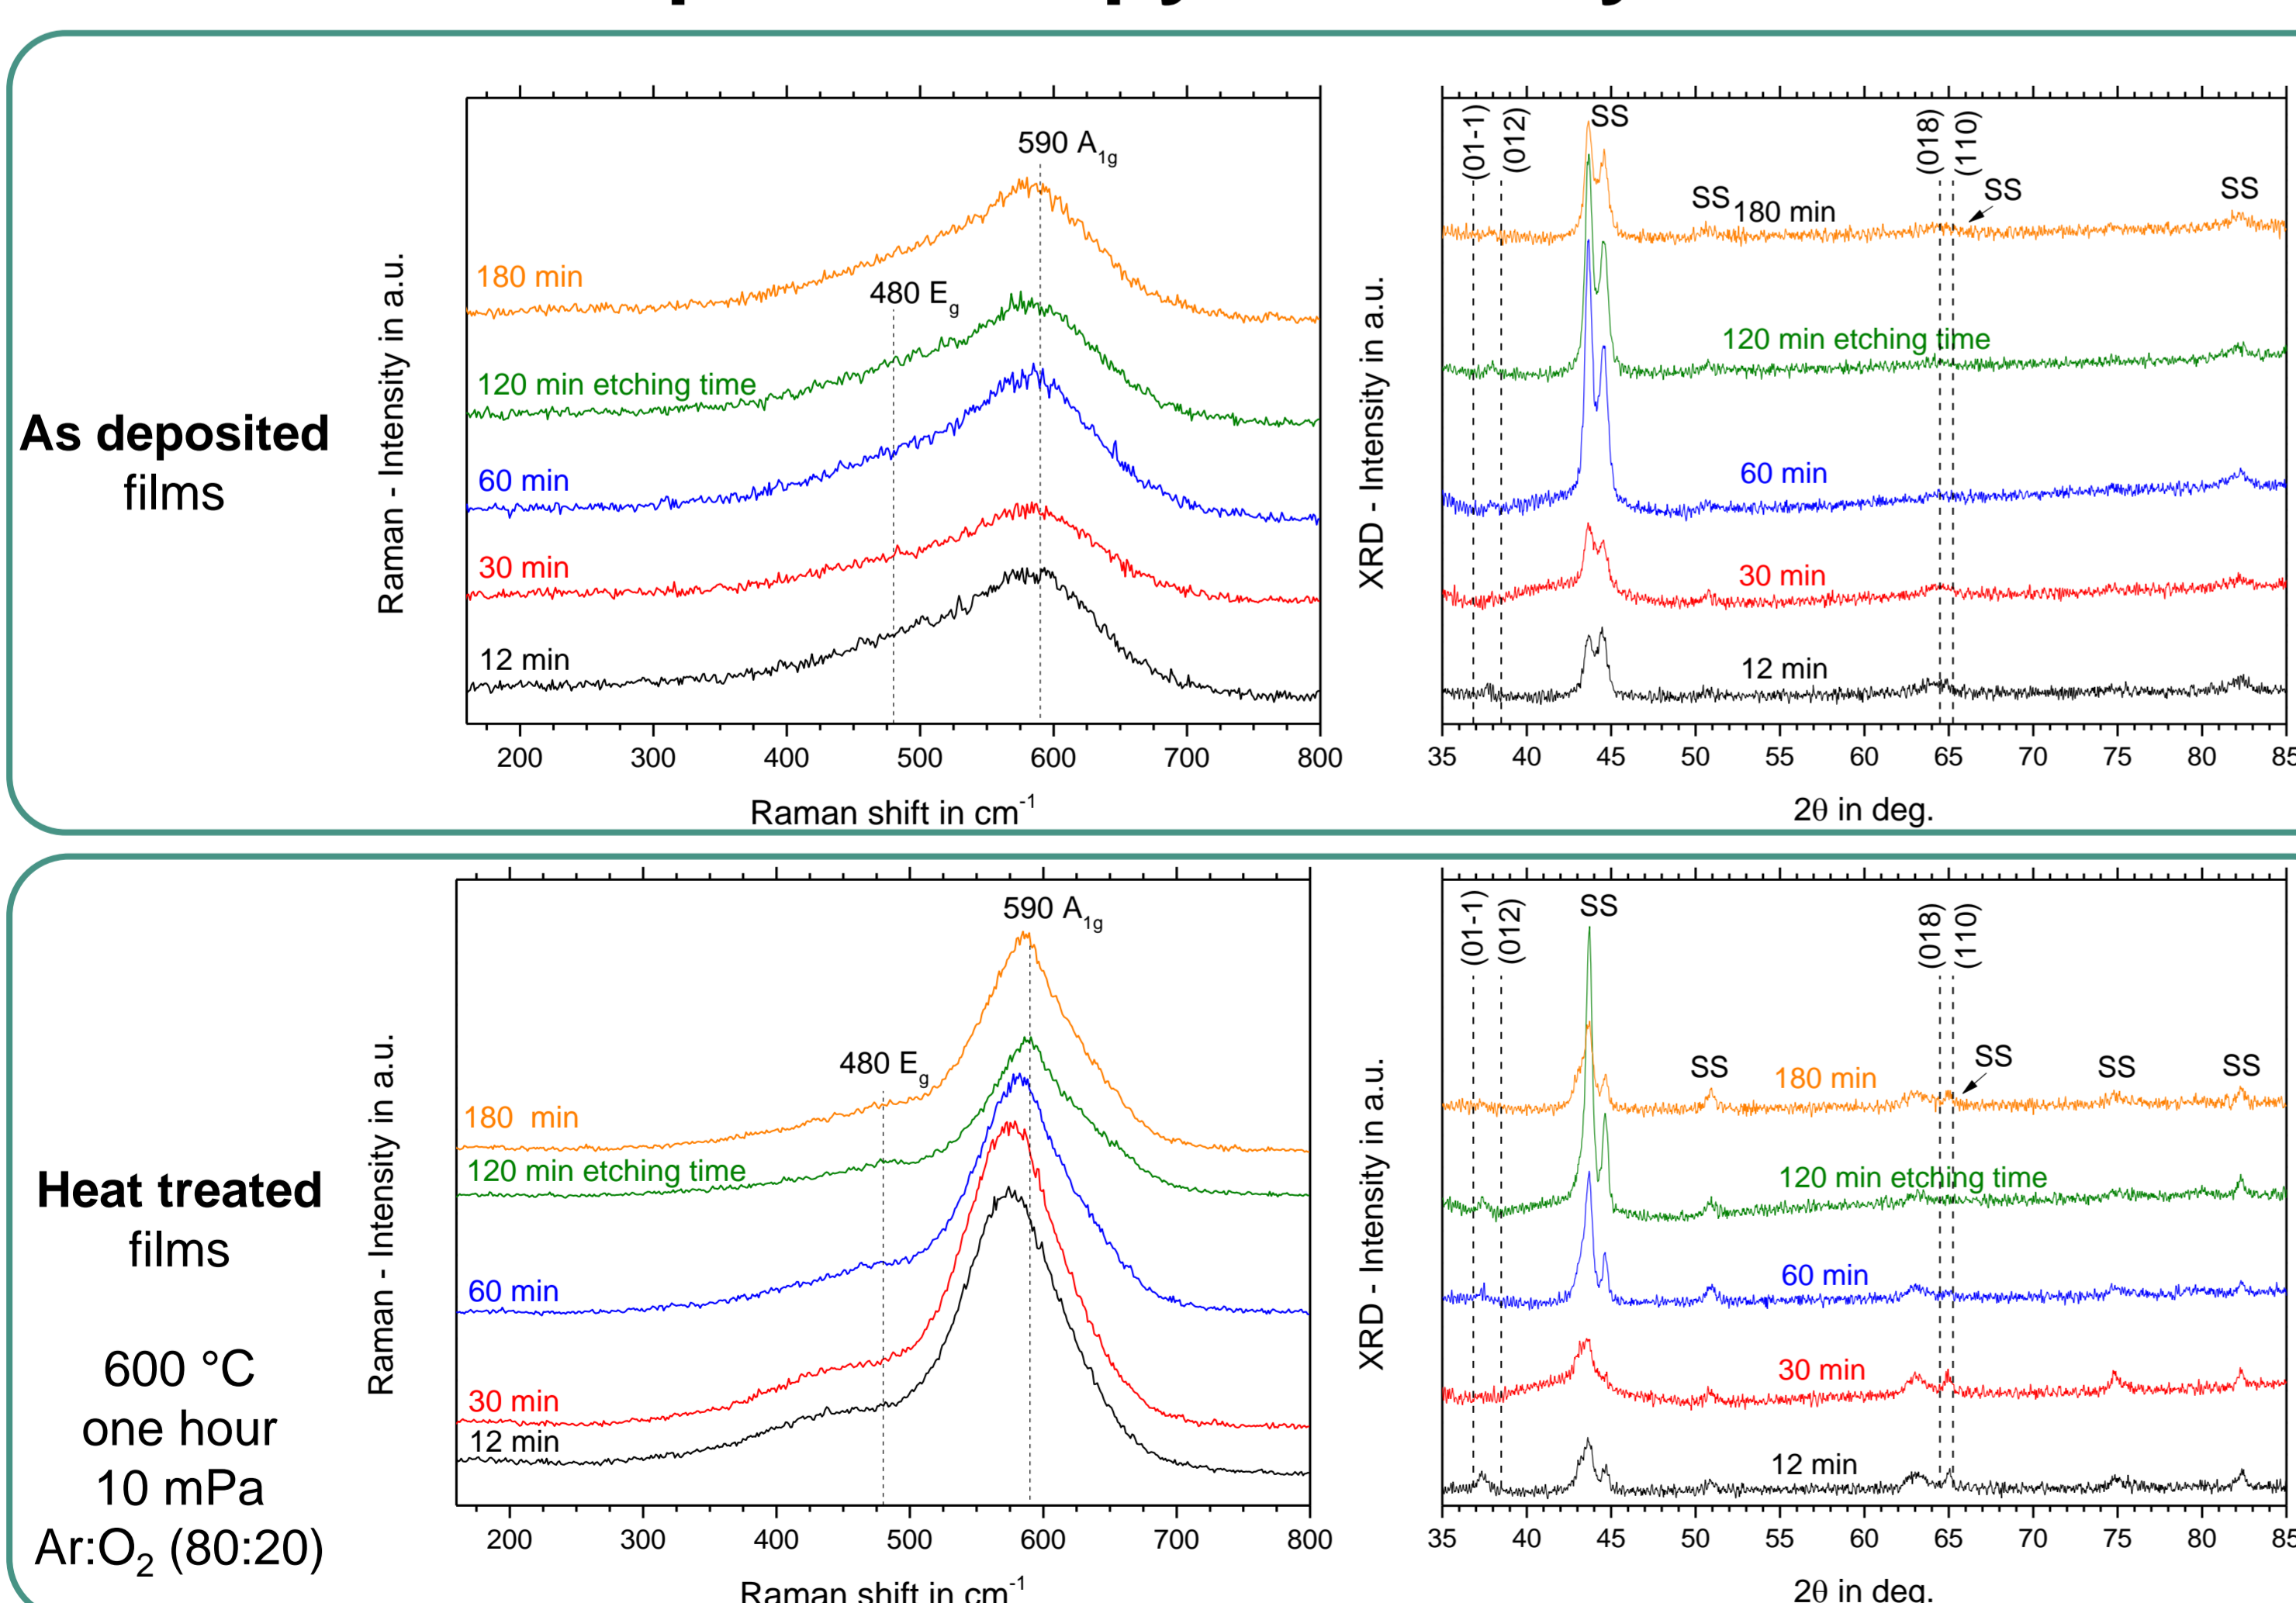 As deposited
films
Raman - Intensity in a.u.
590 A1g
480 Eg
180 min
120 min etching time
60 min
30 min
12 min
200 300 400 500 600 700 800
Raman shift in cm-1
XRD - Intensity in a.u.
(01-1) (012) SS (018) (110)
SS 180 min SS SS
120 min etching time
60 min
30 min
12 min
35 40 45 50 55 60 65 70 75 80 85
2θ in deg.
Heat treated
films
600 °C
one hour
10 mPa
Ar:O2 (80:20)
Raman - Intensity in a.u.
590 A1g
480 Eg
180 min
120 min etching time
60 min
30 min
12 min
200 300 400 500 600 700 800
Raman shift in cm-1
XRD - Intensity in a.u.
(01-1) (012) SS (018) (110)
SS 180 min SS SS SS
120 min etching time
60 min
30 min
12 min
35 40 45 50 55 60 65 70 75 80 85
2θ in deg.